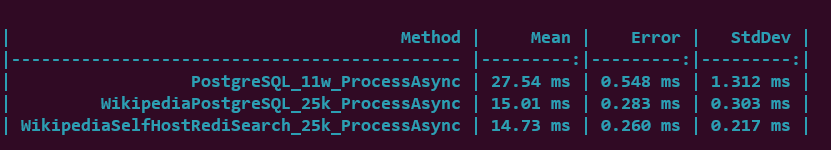 | Method | Mean | Error | StdDev |
|---------------------------------------------- |---------:|---------:|---------:|
| PostgreSQL_11w_ProcessAsync | 27.54 ms | 0.548 ms | 1.312 ms |
| WikipediaPostgreSQL_25k_ProcessAsync | 15.01 ms | 0.283 ms | 0.303 ms |
| WikipediaSelfHostRediSearch_25k_ProcessAsync | 14.73 ms | 0.260 ms | 0.217 ms |